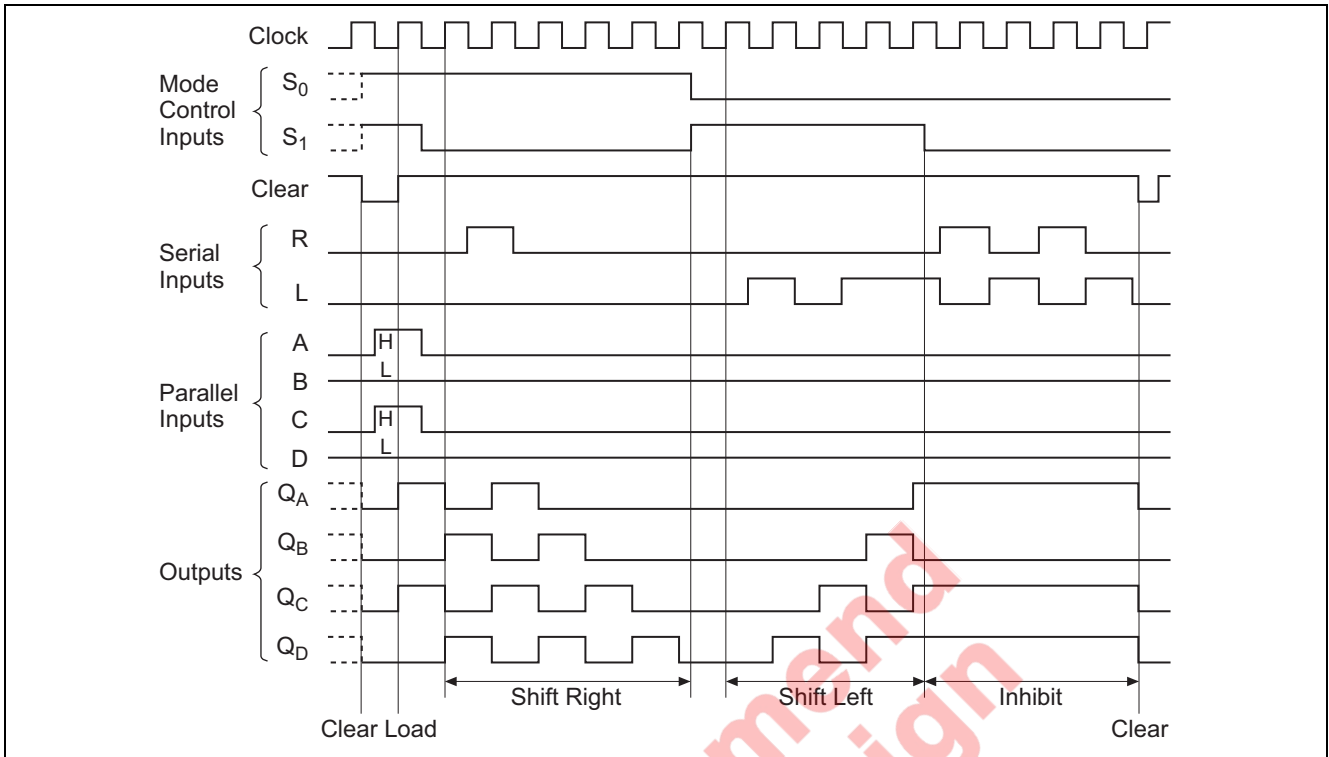 Clock
Mode
Control
Inputs
S0
S1
Clear
Serial
Inputs
R
L
Parallel
Inputs
A
H
L
B
C
H
L
D
Outputs
QA
QB
QC
QD
Shift Right
Shift Left
Inhibit
Clear Load
Clear